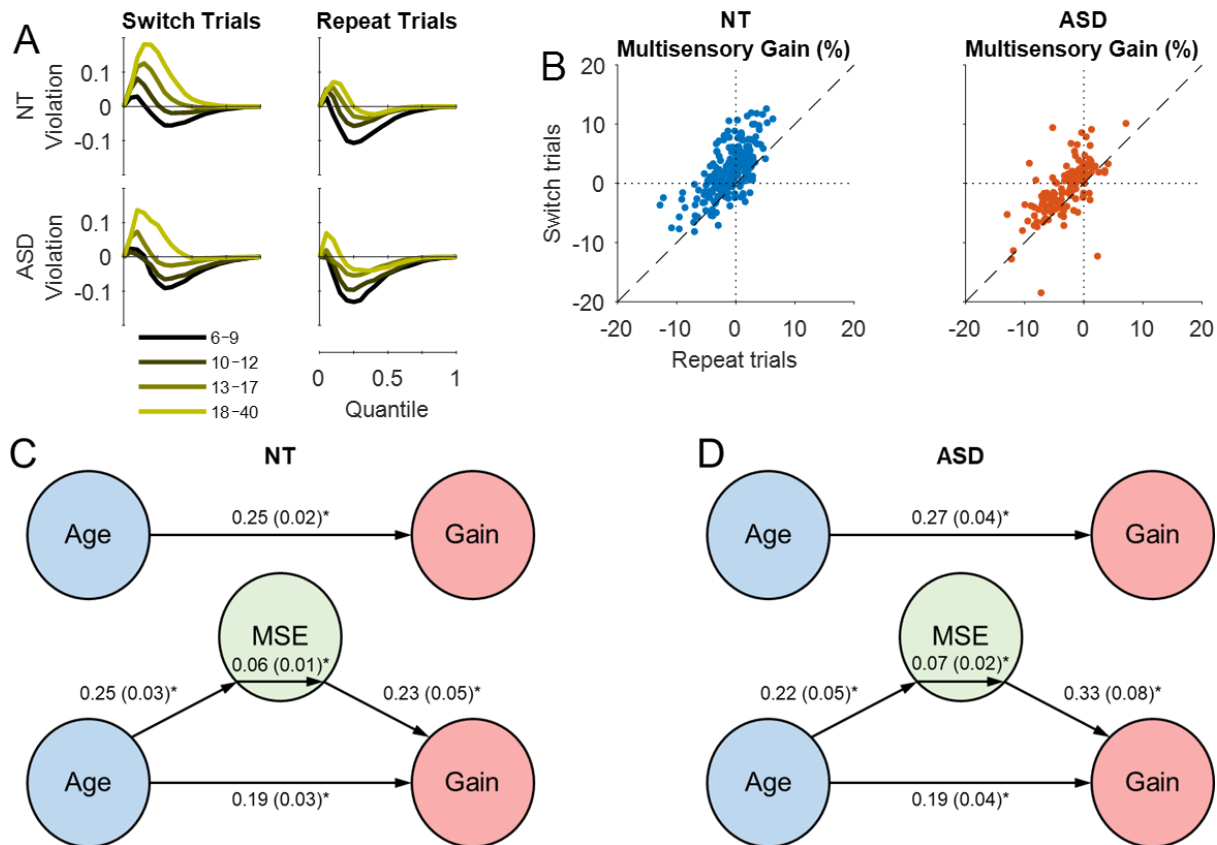 A
Switch Trials
Repeat Trials
NT
Violation
0.1
0
-0.1
ASD
Violation
0.1
0
-0.1
6-9
10-12
13-17
18-40
0
0.5
1
Quantile
B
NT
Multisensory Gain (%)
Switch trials
20
10
0
-10
-20
-20
-10
0
10
20
Repeat trials
ASD
Multisensory Gain (%)
20
10
0
-10
-20
-20
-10
0
10
20
C
NT
Age
0.25 (0.02)*
Gain
MSE
0.06 (0.01)*
0.25 (0.03)*
0.23 (0.05)*
Age
Gain
0.19 (0.03)*
D
ASD
Age
0.27 (0.04)*
Gain
MSE
0.07 (0.02)*
0.22 (0.05)*
0.33 (0.08)*
Age
Gain
0.19 (0.04)*